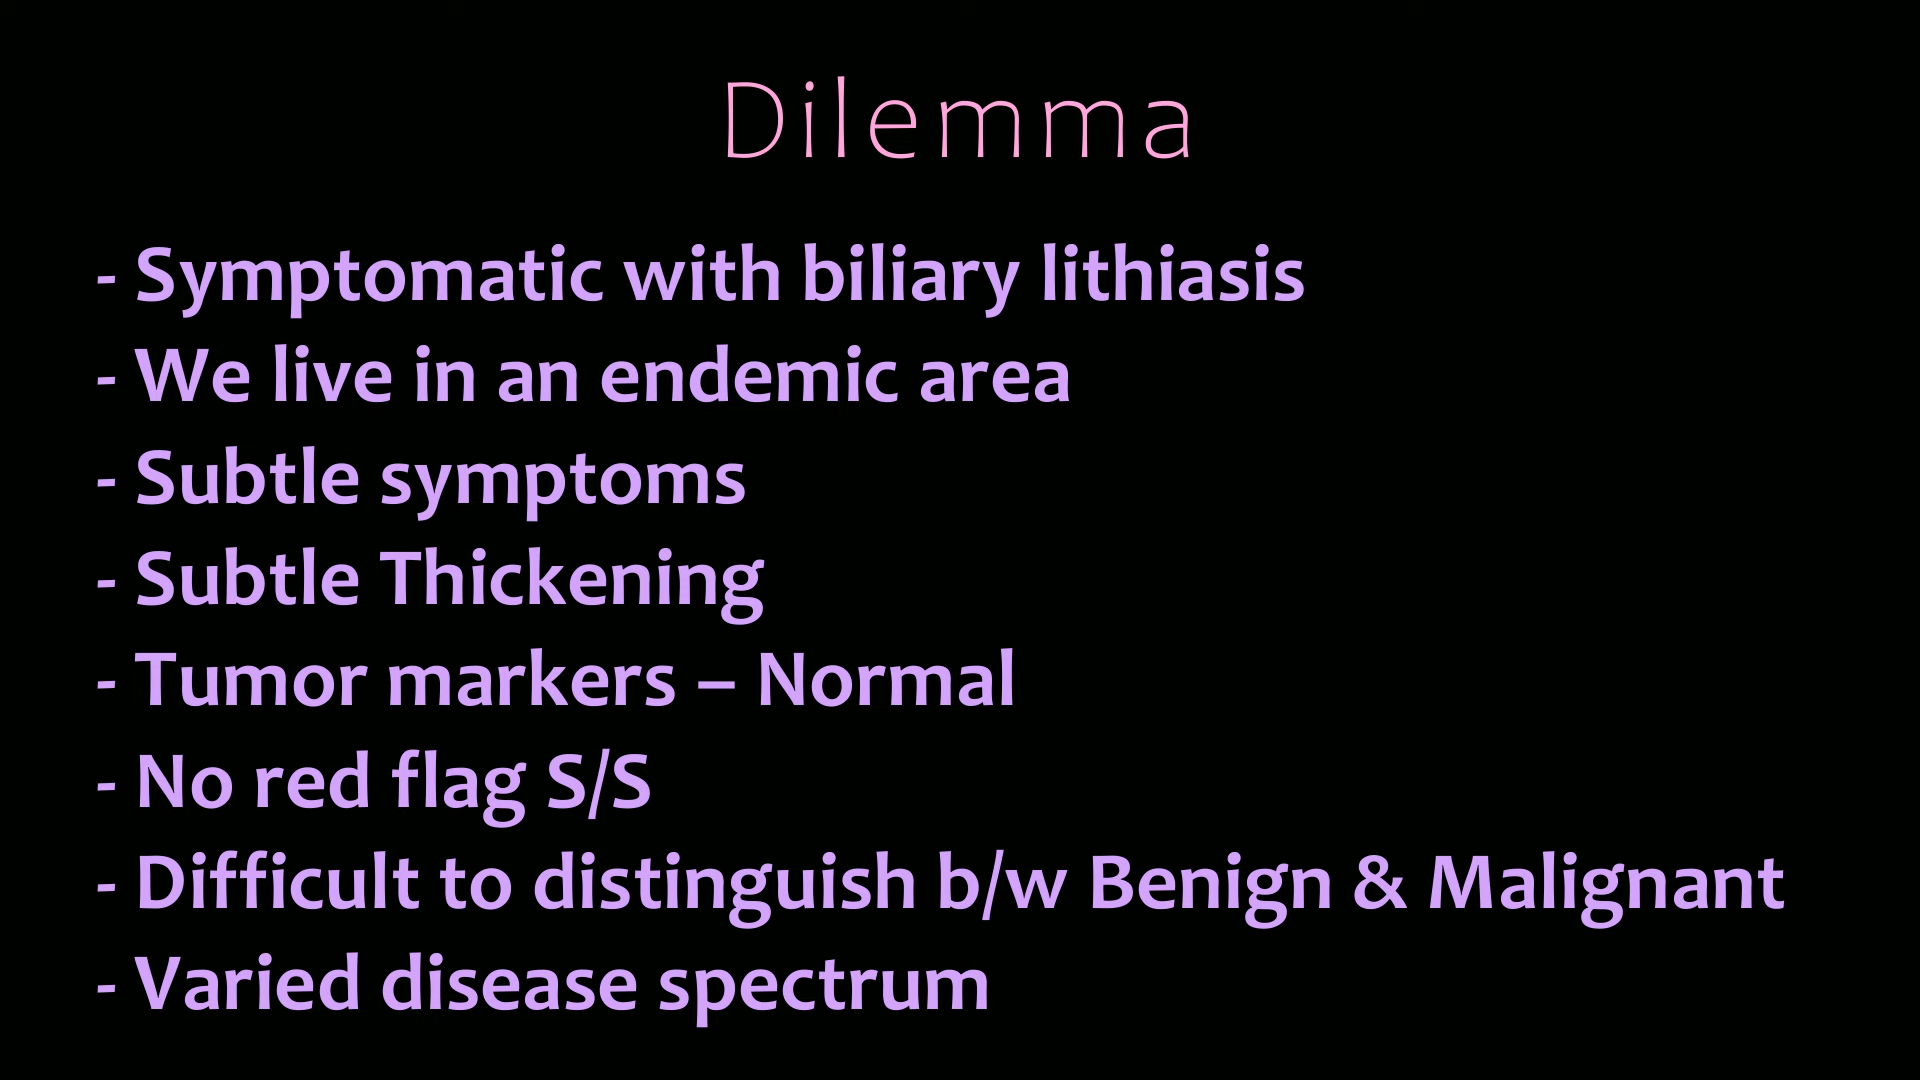 Dilemma
- Symptomatic with biliary lithiasis
- We live in an endemic area
- Subtle symptoms
- Subtle Thickening
- Tumor markers – Normal
- No red flag S/S
- Difficult to distinguish b/w Benign & Malignant
- Varied disease spectrum